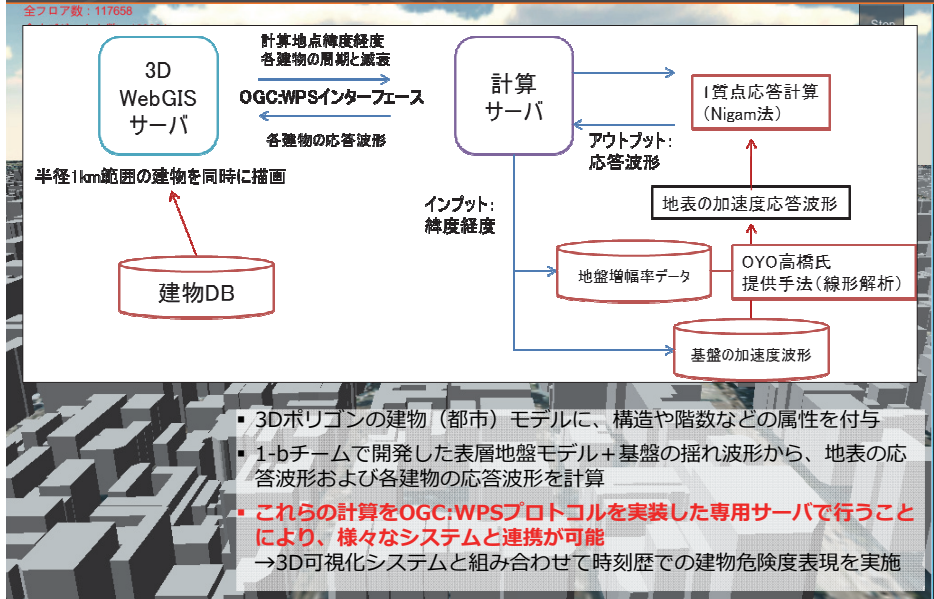 全フロア数：117658
Stop
計算地点緯度経度
各建物の周期と減衰
3D
WebGIS
サーバ
OGC:WPSインターフェース
各建物の応答波形
計算
サーバ
1質点応答計算
（Nigam法）
アウトプット：
応答波形
半径1km範囲の建物を同時に描画
インプット：
緯度経度
地表の加速度応答波形
建物DB
地盤増幅率データ
OYO高橋氏
提供手法（線形解析）
基盤の加速度波形
▪ 3Dポリゴンの建物（都市）モデルに、構造や階数などの属性を付与
▪ 1-bチームで開発した表層地盤モデル＋基盤の揺れ波形から、地表の応
答波形および各建物の応答波形を計算
▪ これらの計算をOGC:WPSプロトコルを実装した専用サーバで行うこと
により、様々なシステムと連携が可能
→3D可視化システムと組み合わせて時刻歴での建物危険度表現を実施